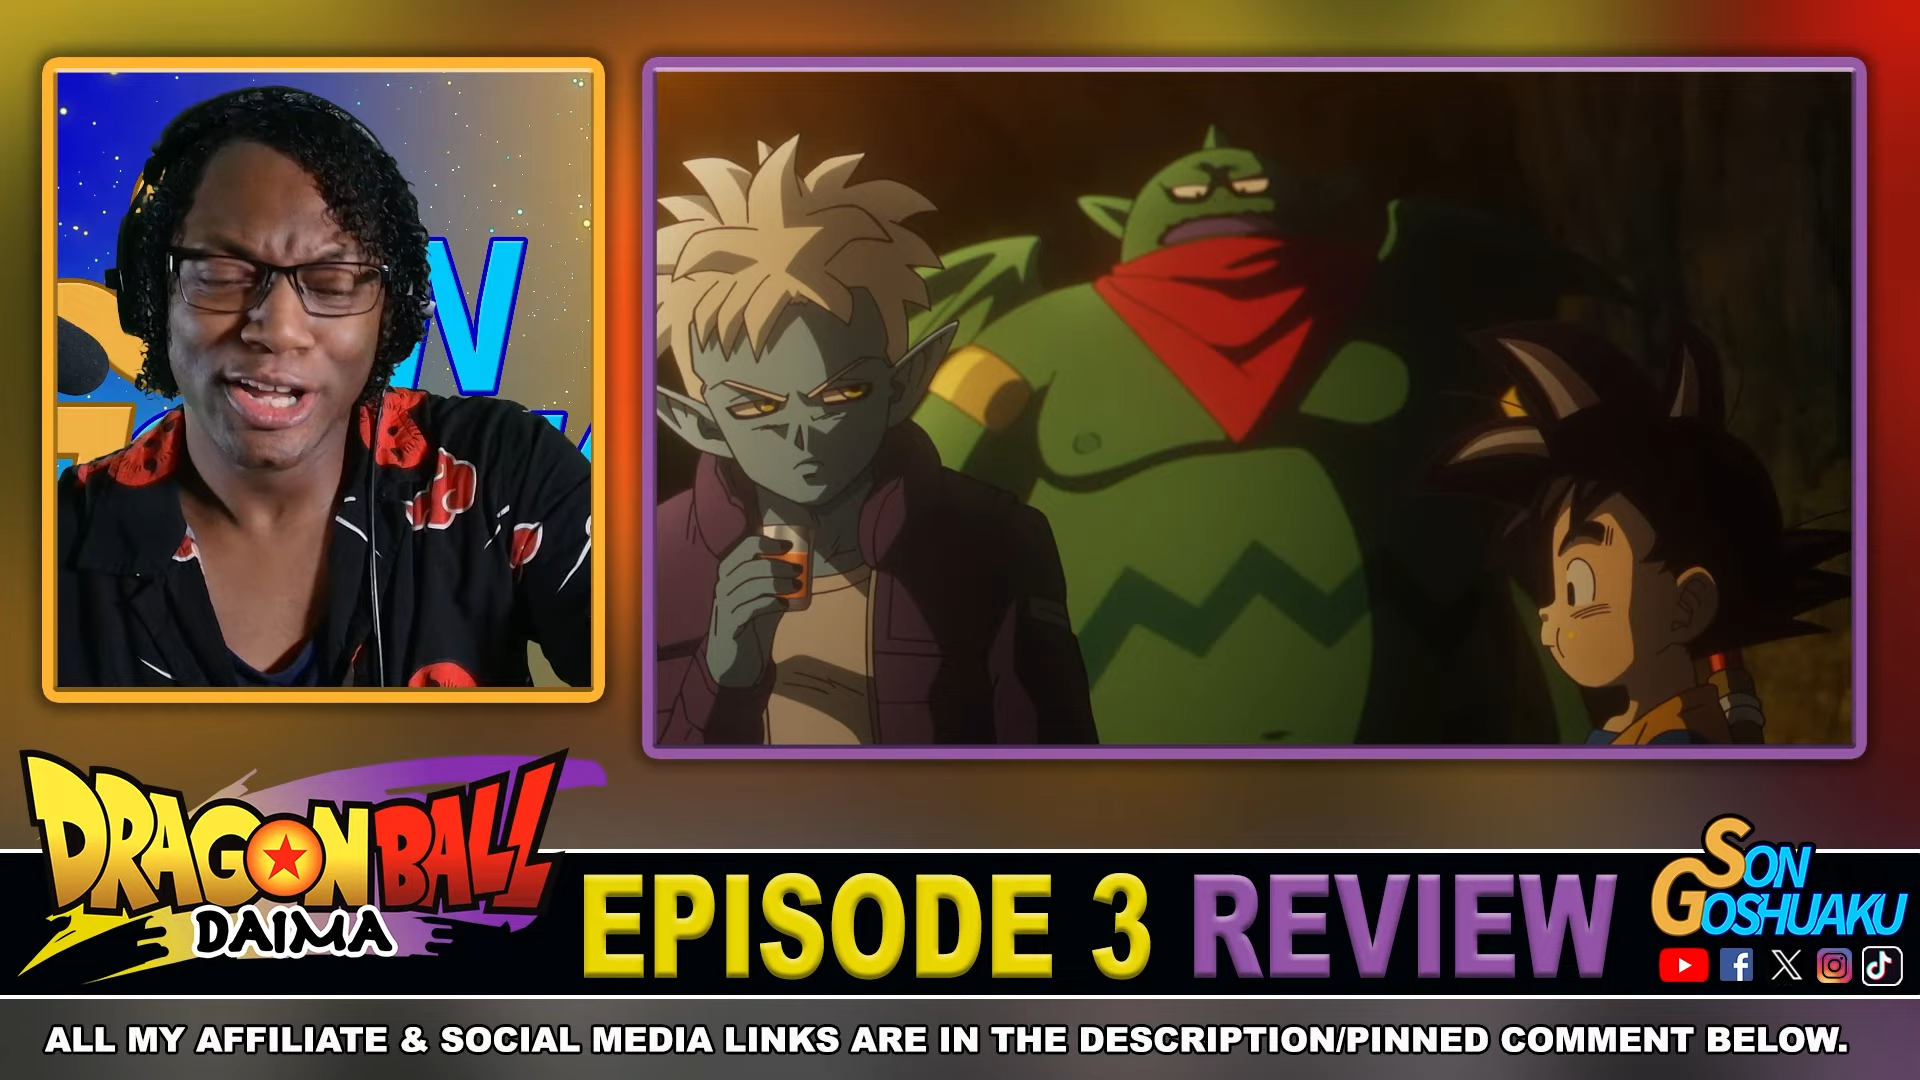 DRAGON BALL
DAIMA
EPISODE 3 REVIEW
SON
GOSHUAKU
ALL MY AFFILIATE & SOCIAL MEDIA LINKS ARE IN THE DESCRIPTION/PINNED COMMENT BELOW.